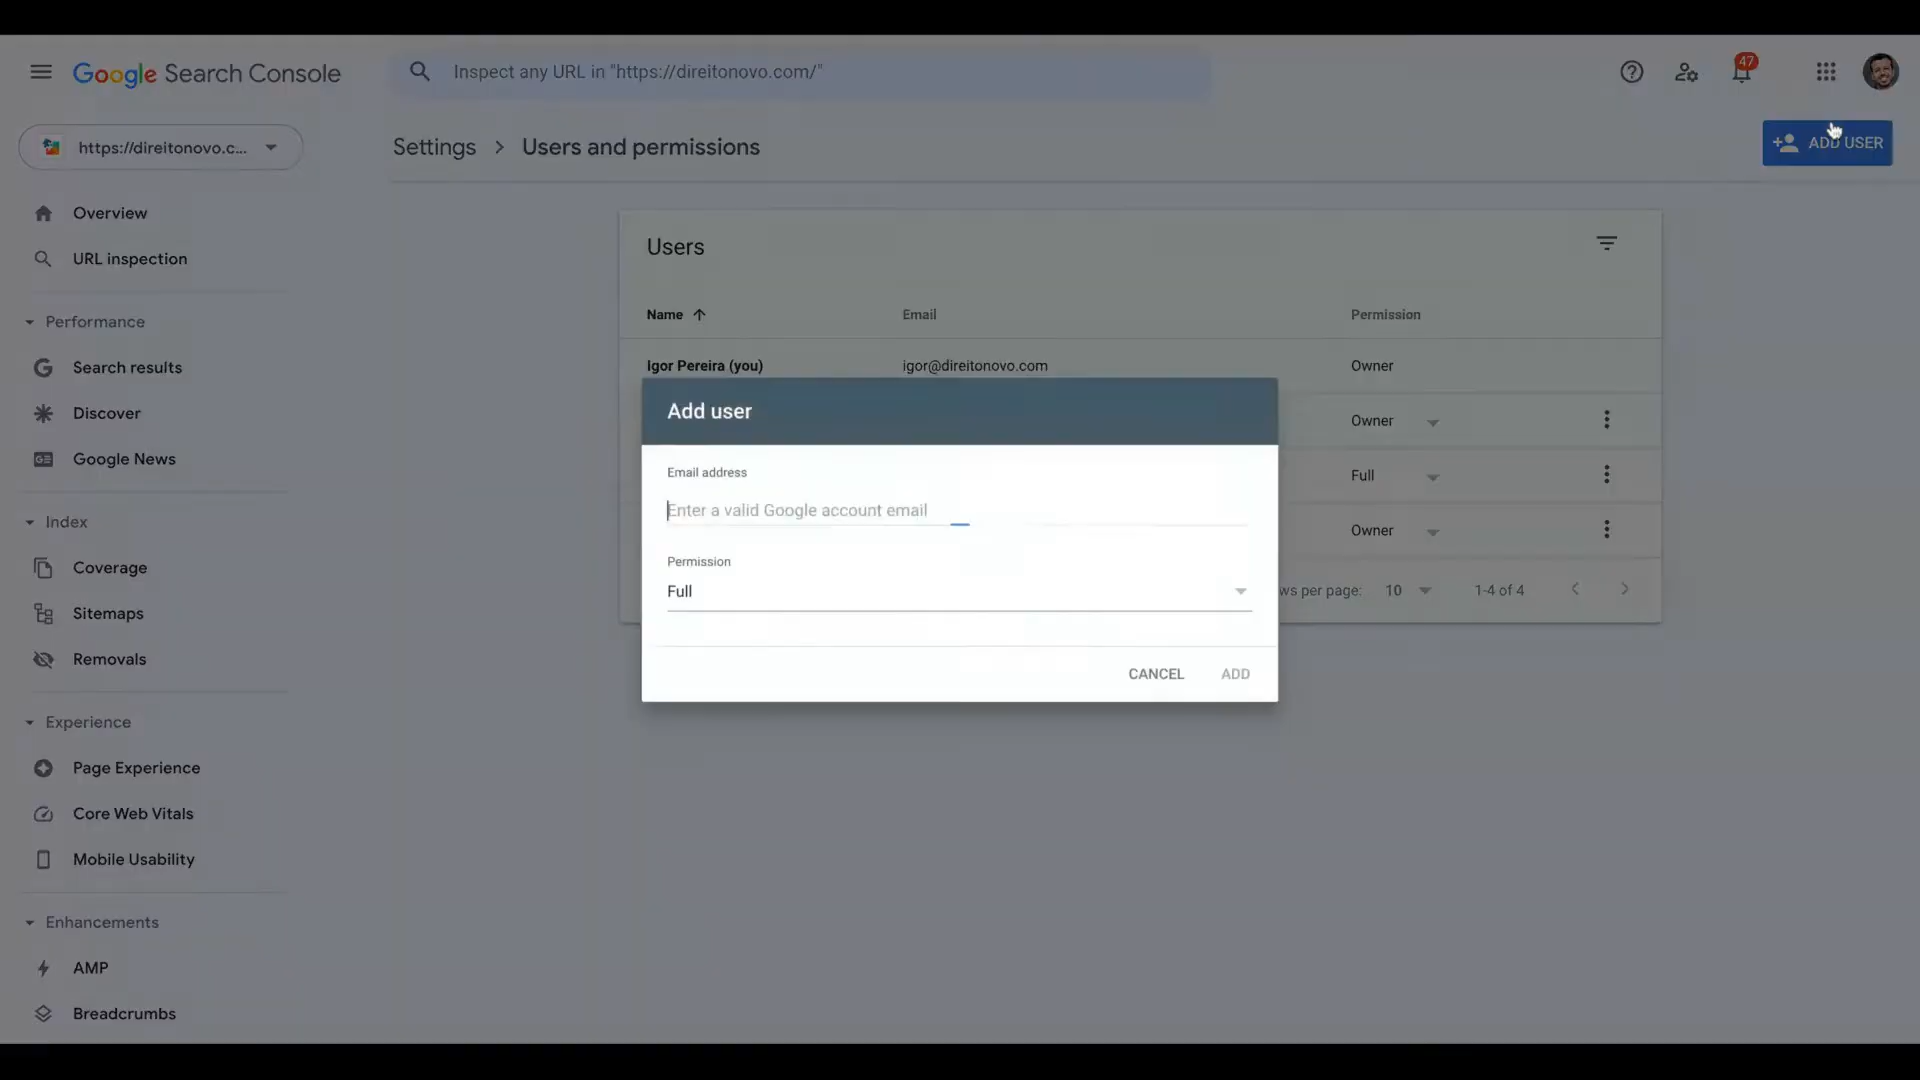 Google Search Console
Inspect any URL in "https://direitonovo.com/"
47
https://direitonovo.c...
Settings > Users and permissions
ADD USER
Overview
URL inspection
Performance
Search results
Discover
Google News
Index
Coverage
Sitemaps
Removals
Experience
Page Experience
Core Web Vitals
Mobile Usability
Enhancements
AMP
Breadcrumbs
Users
Name Email Permission
Igor Pereira (you) igor@direitonovo.com Owner
Owner
Full
Owner
per page: 10 1-4 of 4
Add user
Email address
Enter a valid Google account email
Permission
Full
CANCEL ADD